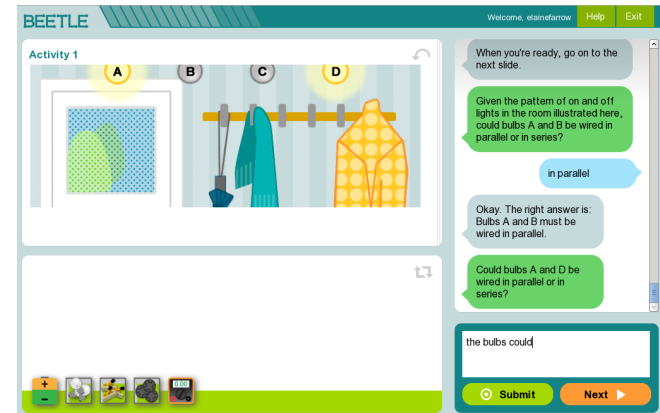 BEETLE
Welcome, elainefarrow
Help
Exit
Activity 1
A
B
C
D
When you're ready, go on to the
next slide.
Given the pattern of on and off
lights in the room illustrated here,
could bulbs A and B be wired in
parallel or in series?
in parallel
Okay. The right answer is:
Bulbs A and B must be
wired in parallel.
Could bulbs A and D be
wired in parallel or in
series?
the bulbs could
+
-
0.00
Submit
Next